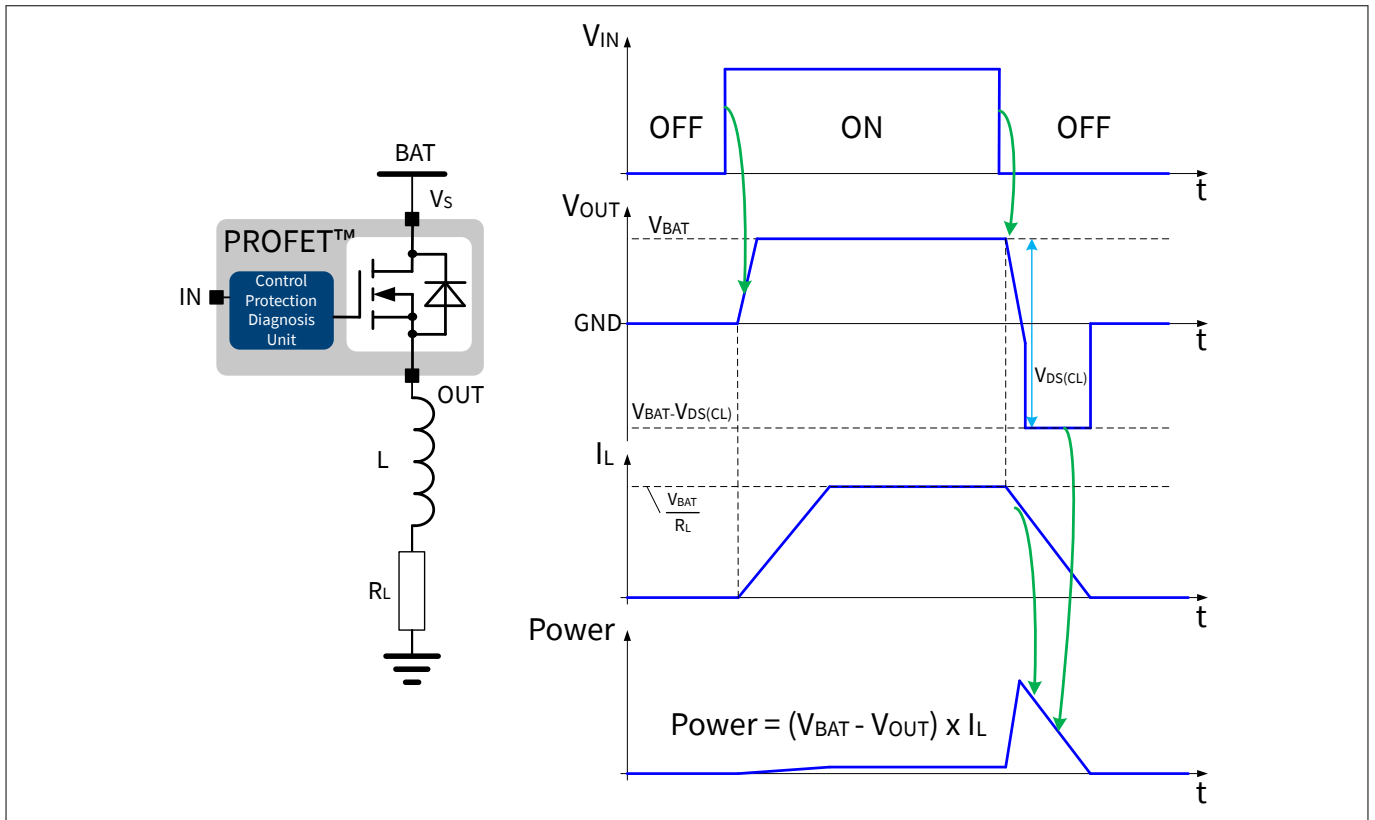 BAT
VS
PROFET™
IN
Control
Protection
Diagnosis
Unit
OUT
L
RL
VIN
OFF
ON
OFF
t
VOUT
VBAT
GND
t
VDS(CL)
VBAT-VDS(CL)
IL
VBAT
RL
t
Power
Power = (VBAT - VOUT) x IL
t